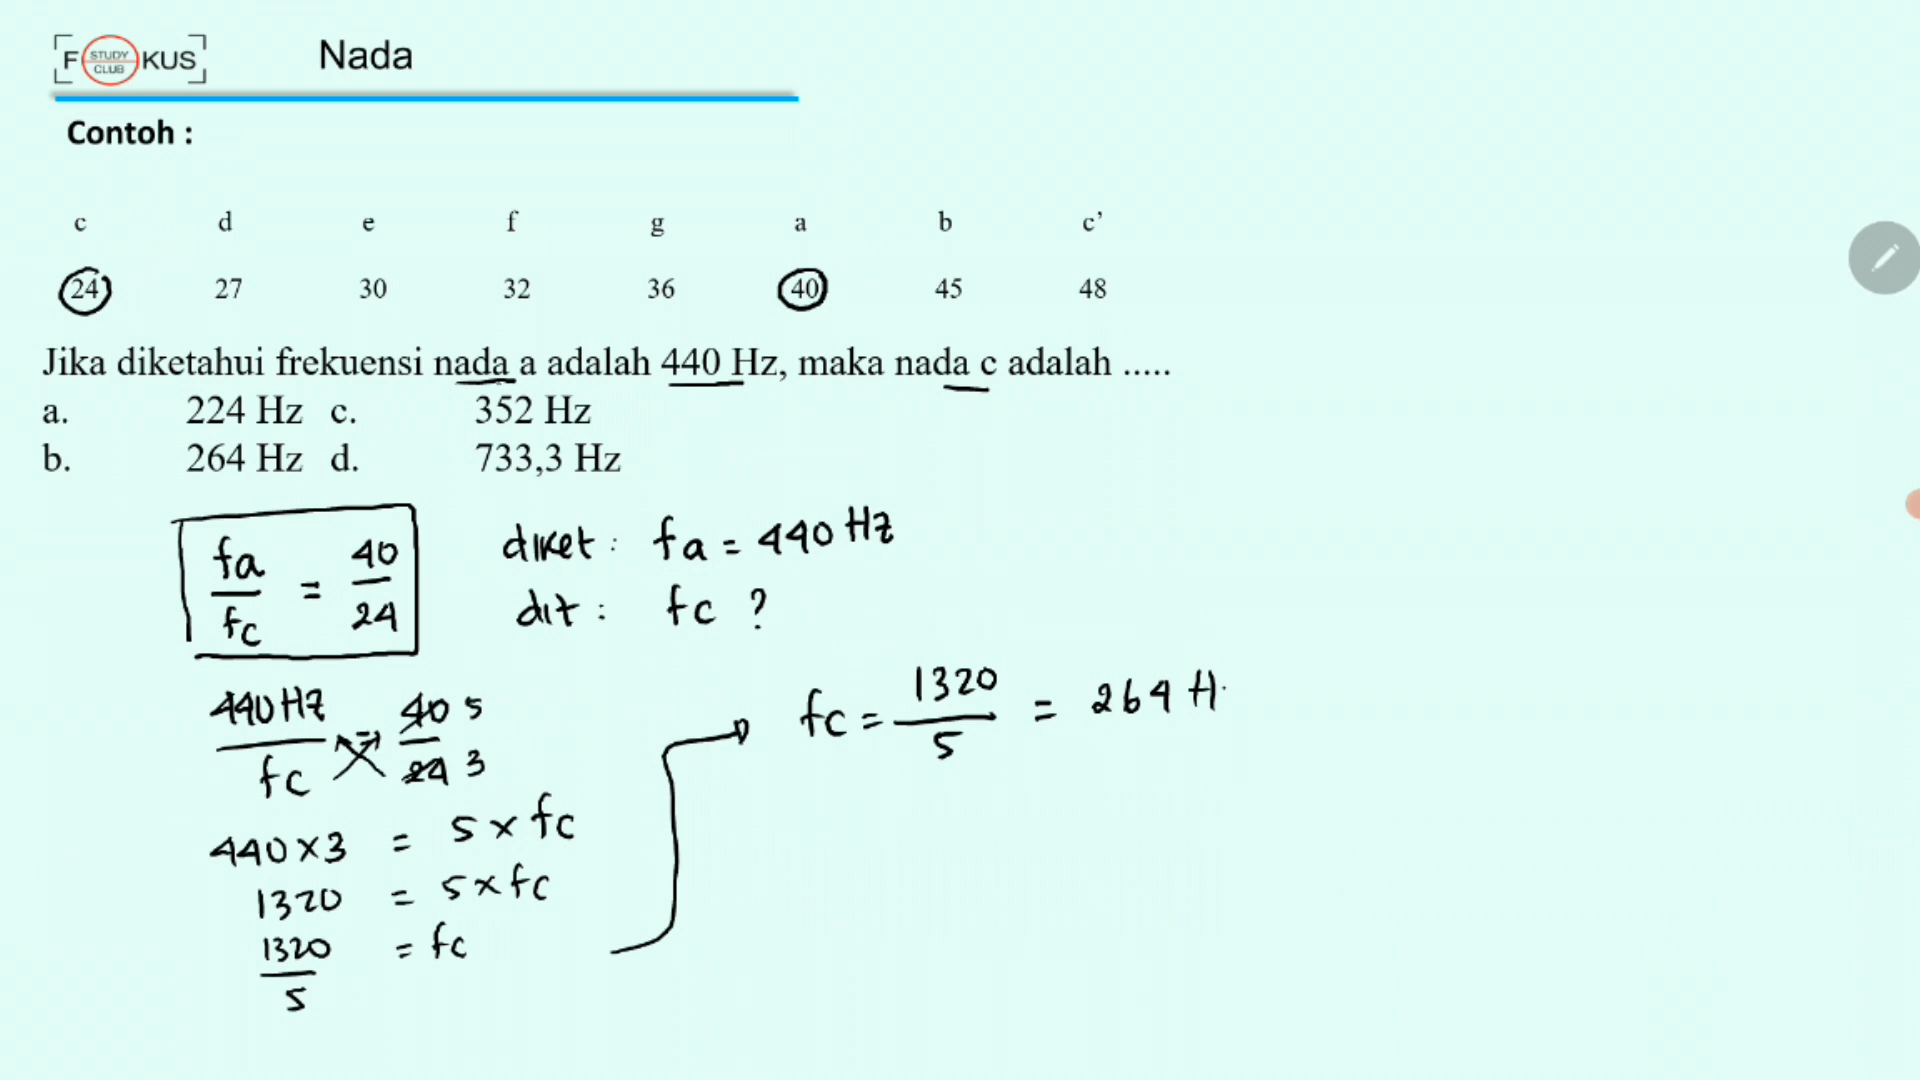 FOKUS STUDY CLUB
Nada
Contoh :
c d e f g a b c’
24 27 30 32 36 40 45 48
Jika diketahui frekuensi nada a adalah 440 Hz, maka nada c adalah .....
a. 224 Hz c. 352 Hz
b. 264 Hz d. 733,3 Hz
fa/fc = 40/24
diket : fa = 440 Hz
dit : fc ?
440 Hz/fc = 40/24 5/3
440 x 3 = 5 x fc
1320 = 5 x fc
1320/5 = fc
fc = 1320/5 = 264 H